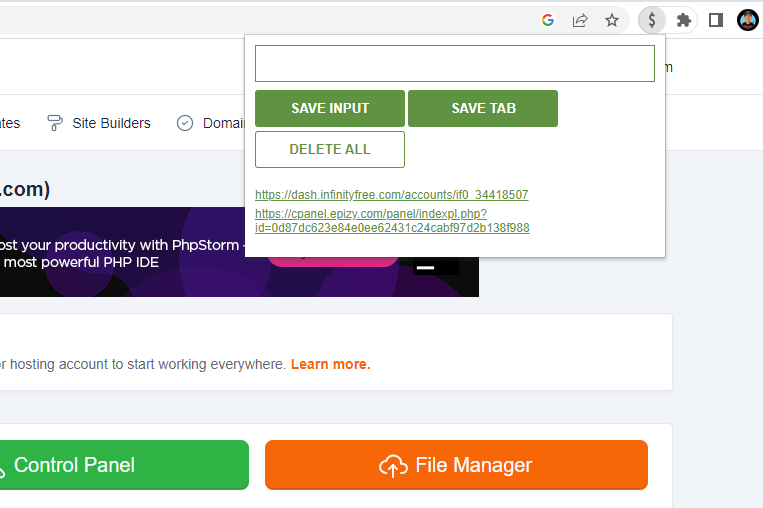 $
m
SAVE INPUT
SAVE TAB
ates
Site Builders
Domai
DELETE ALL
.com)
https://dash.infinityfree.com/accounts/if0_34418507
https://cpanel.epizy.com/panel/indexpl.php?
id=0d87dc623e84e0ee62431c24cabf97d2b138f988
ost your productivity with PhpStorm -
most powerful PHP IDE
or hosting account to start working everywhere. Learn more.
Control Panel
File Manager